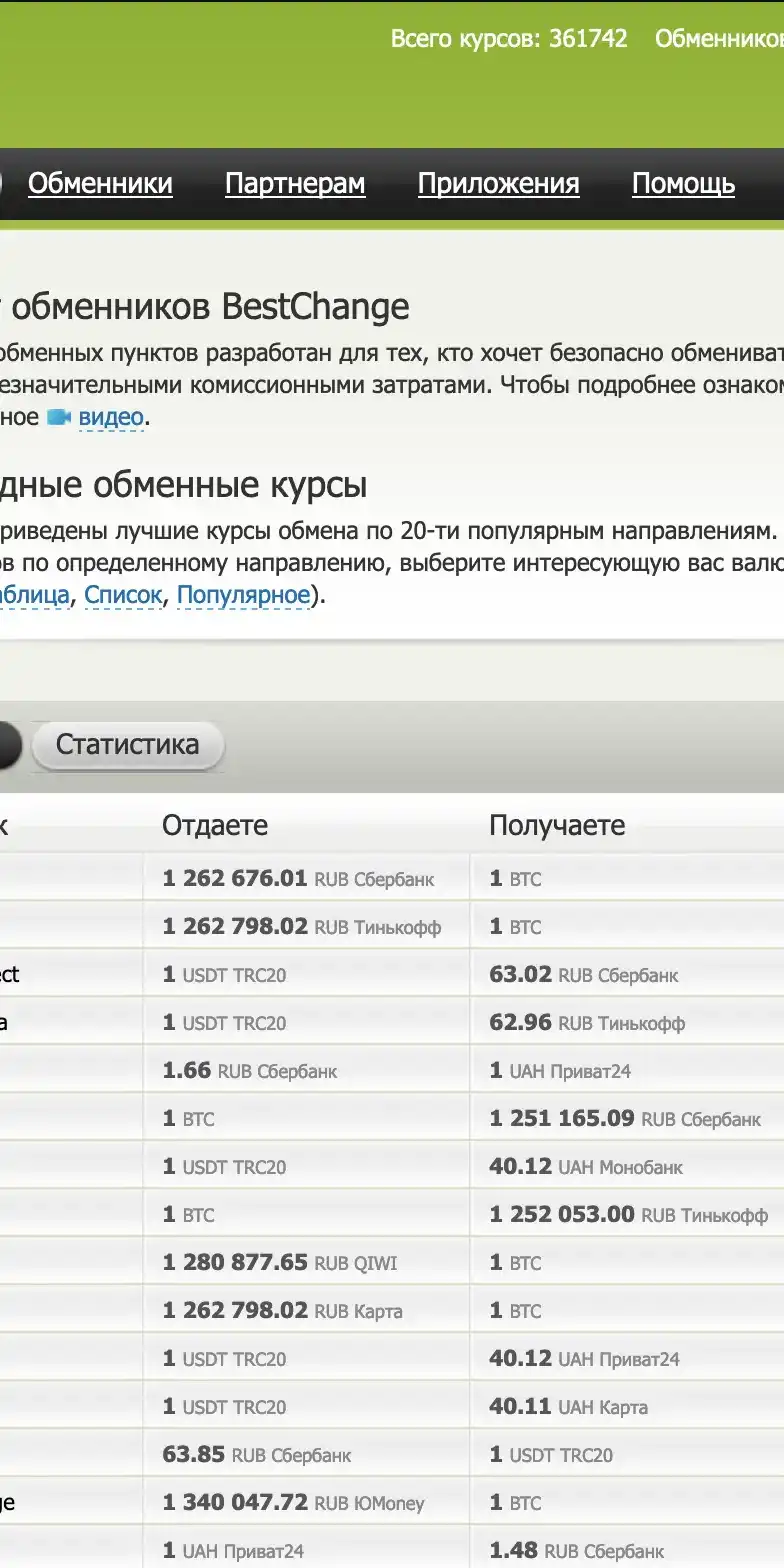 Всего курсов: 361742 Обменников
Обменники Партнерам Приложения Помощь
обменников BestChange
обменных пунктов разработан для тех, кто хочет безопасно обмениват
езначительными комиссионными затратами. Чтобы подробнее ознаком
ное видео.
дные обменные курсы
риведены лучшие курсы обмена по 20-ти популярным направлениям.
ов по определенному направлению, выберите интересующую вас валю
аблица, Список, Популярное).
Статистика
к Отдаете Получаете
1 262 676.01 RUB Сбербанк 1 BTC
1 262 798.02 RUB Тинькофф 1 BTC
ect 1 USDT TRC20 63.02 RUB Сбербанк
a 1 USDT TRC20 62.96 RUB Тинькофф
1.66 RUB Сбербанк 1 UAH Приват24
1 BTC 1 251 165.09 RUB Сбербанк
1 USDT TRC20 40.12 UAH Монобанк
1 BTC 1 252 053.00 RUB Тинькофф
1 280 877.65 RUB QIWI 1 BTC
1 262 798.02 RUB Карта 1 BTC
1 USDT TRC20 40.12 UAH Приват24
1 USDT TRC20 40.11 UAH Карта
63.85 RUB Сбербанк 1 USDT TRC20
ge 1 340 047.72 RUB ЮMoney 1 BTC
1 UAH Приват24 1.48 RUB Сбербанк